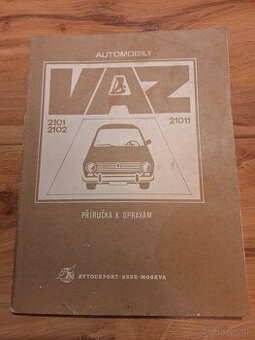 AUTOMOBILY
VAZ
2101
2102
21011
PŘÍRUČKA K OPRAVÁM
AVTOEXPORT-SSSR-MOSKVA